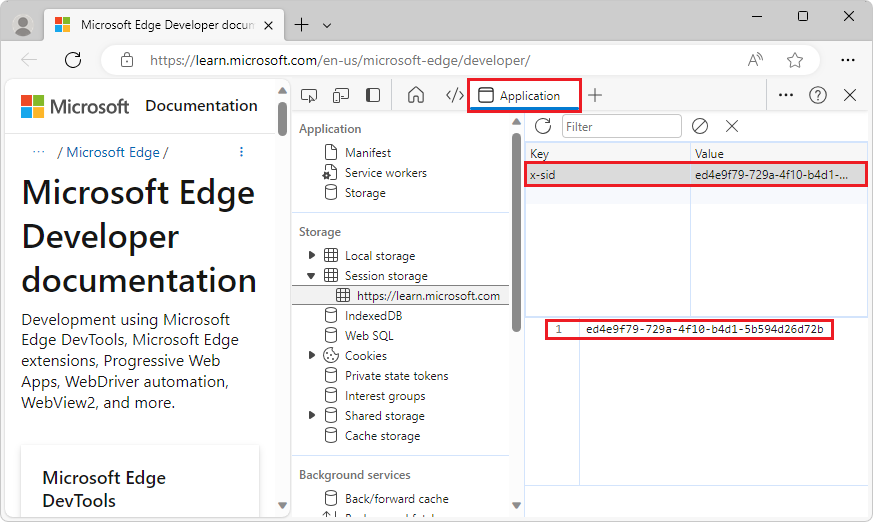 Microsoft Edge Developer docum
https://learn.microsoft.com/en-us/microsoft-edge/developer/
Microsoft Documentation
... / Microsoft Edge /
Microsoft Edge
Developer
documentation
Development using Microsoft
Edge DevTools, Microsoft Edge
extensions, Progressive Web
Apps, WebDriver automation,
WebView2, and more.
Microsoft Edge
DevTools
Application
Application
Manifest
Service workers
Storage
Storage
Local storage
Session storage
https://learn.microsoft.com
IndexedDB
Web SQL
Cookies
Private state tokens
Interest groups
Shared storage
Cache storage
Background services
Back/forward cache
Filter
Key Value
x-sid ed4e9f79-729a-4f10-b4d1-...
1 ed4e9f79-729a-4f10-b4d1-5b594d26d72b